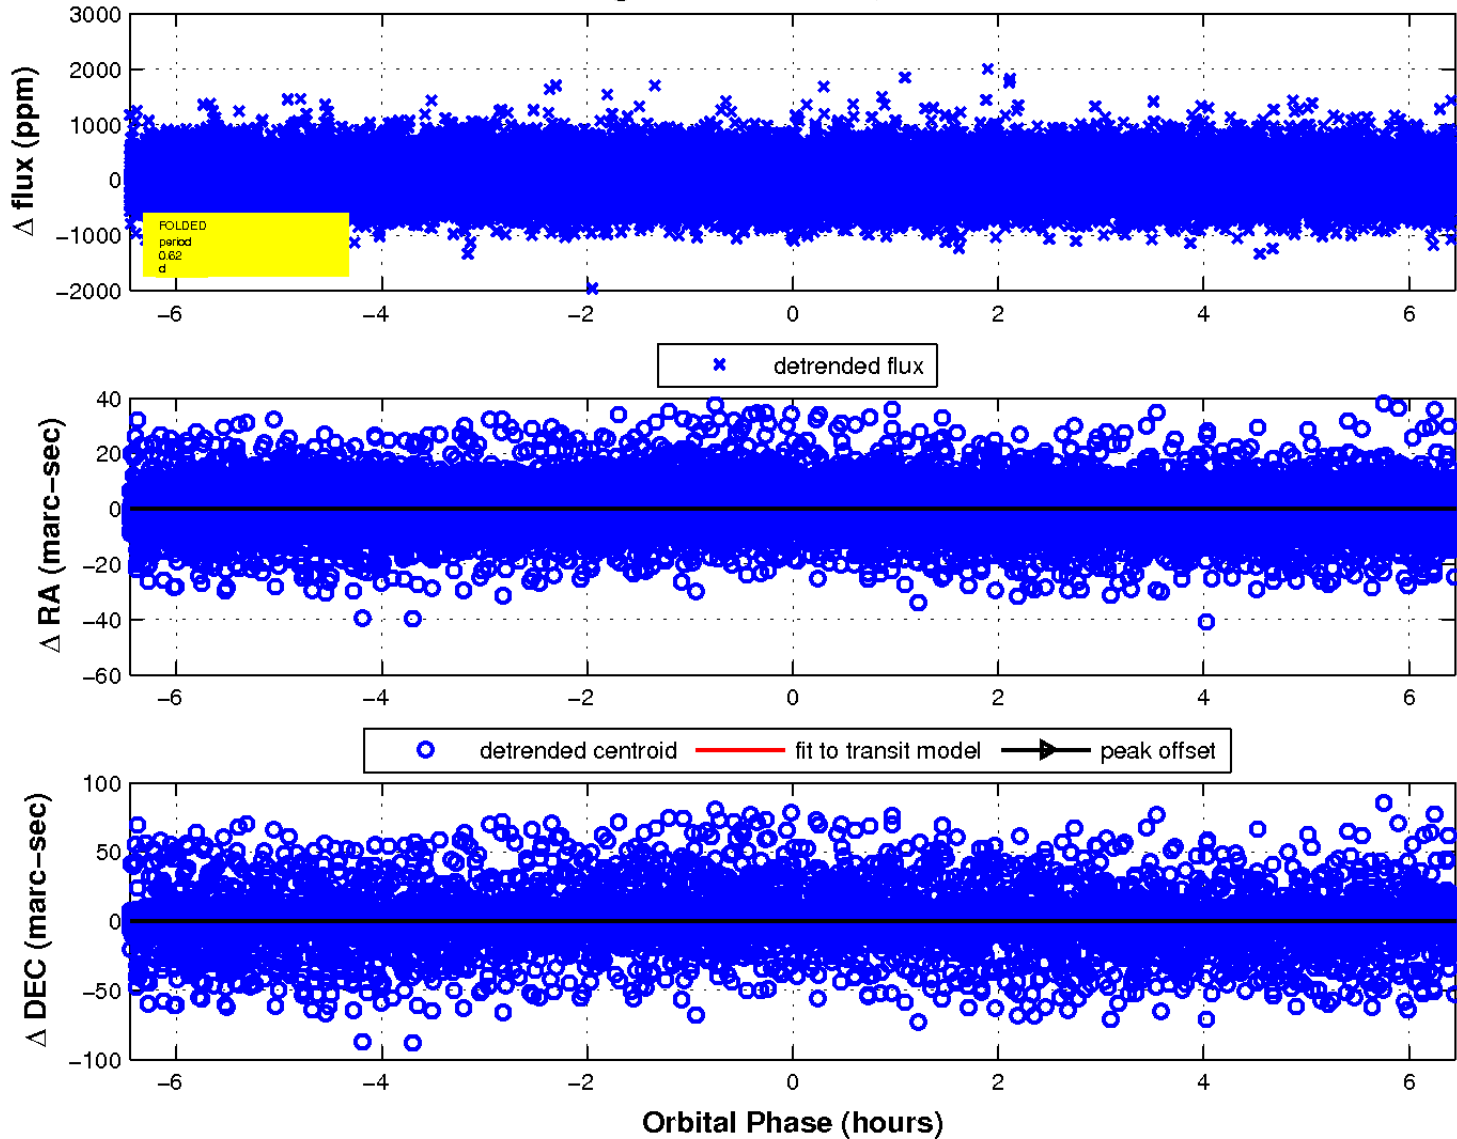 3000
2000
1000
0
−1000
−2000
Δ flux (ppm)
FOLDED
period
0.62
d
−6 −4 −2 0 2 4 6
detrended flux
40
20
0
−20
−40
−60
Δ RA (marc−sec)
−6 −4 −2 0 2 4 6
detrended centroid fit to transit model peak offset
100
50
0
−50
−100
Δ DEC (marc−sec)
−6 −4 −2 0 2 4 6
Orbital Phase (hours)